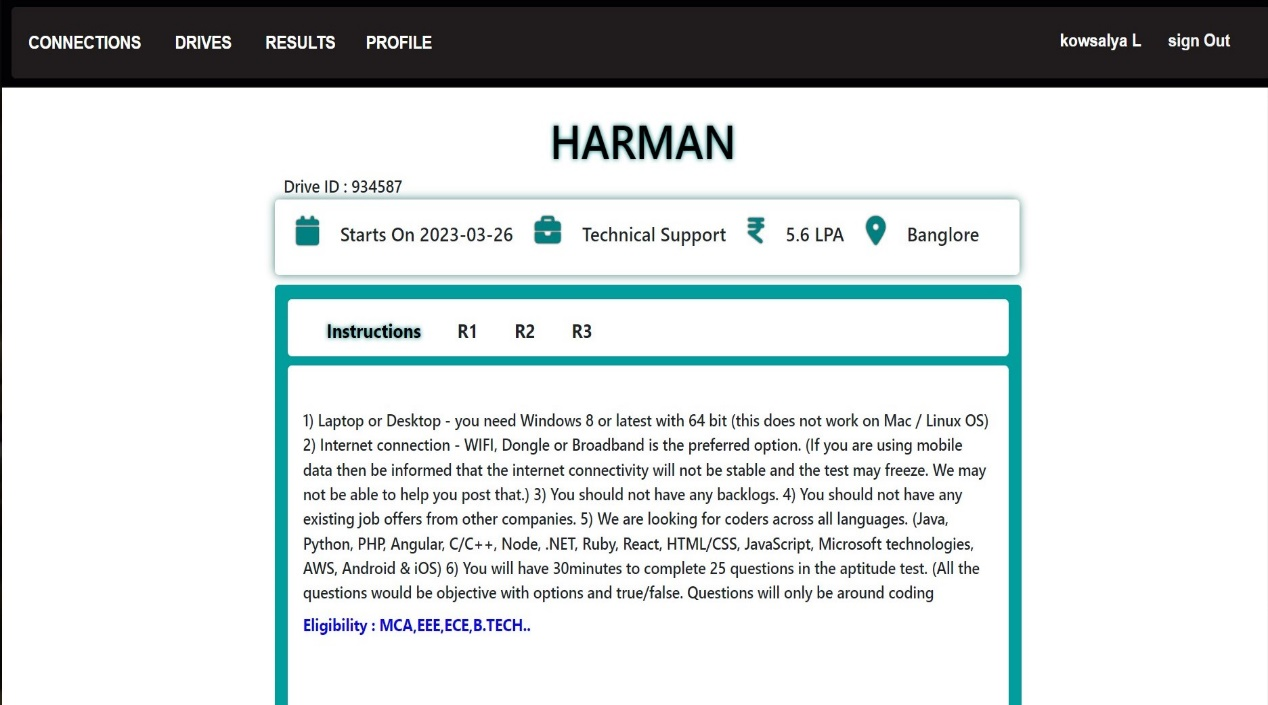 CONNECTIONS DRIVES RESULTS PROFILE kowsalya L sign Out
HARMAN
Drive ID : 934587
Starts On 2023-03-26 Technical Support 5.6 LPA Banglore
Instructions R1 R2 R3
1) Laptop or Desktop - you need Windows 8 or latest with 64 bit (this does not work on Mac / Linux OS)
2) Internet connection - WIFI, Dongle or Broadband is the preferred option. (If you are using mobile
data then be informed that the internet connectivity will not be stable and the test may freeze. We may
not be able to help you post that.) 3) You should not have any backlogs. 4) You should not have any
existing job offers from other companies. 5) We are looking for coders across all languages. (Java,
Python, PHP, Angular, C/C++, Node, .NET, Ruby, React, HTML/CSS, JavaScript, Microsoft technologies,
AWS, Android & iOS) 6) You will have 30minutes to complete 25 questions in the aptitude test. (All the
questions would be objective with options and true/false. Questions will only be around coding
Eligibility : MCA,EEE,ECE,B.TECH..